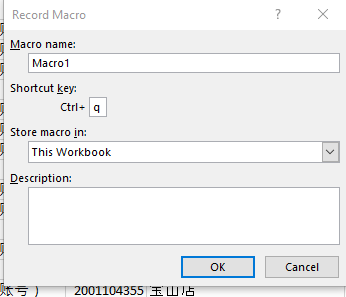 Record Macro
Macro name:
Macro1
Shortcut key:
Ctrl+ q
Store macro in:
This Workbook
Description:
OK Cancel
账号） 2001104355 宝山店